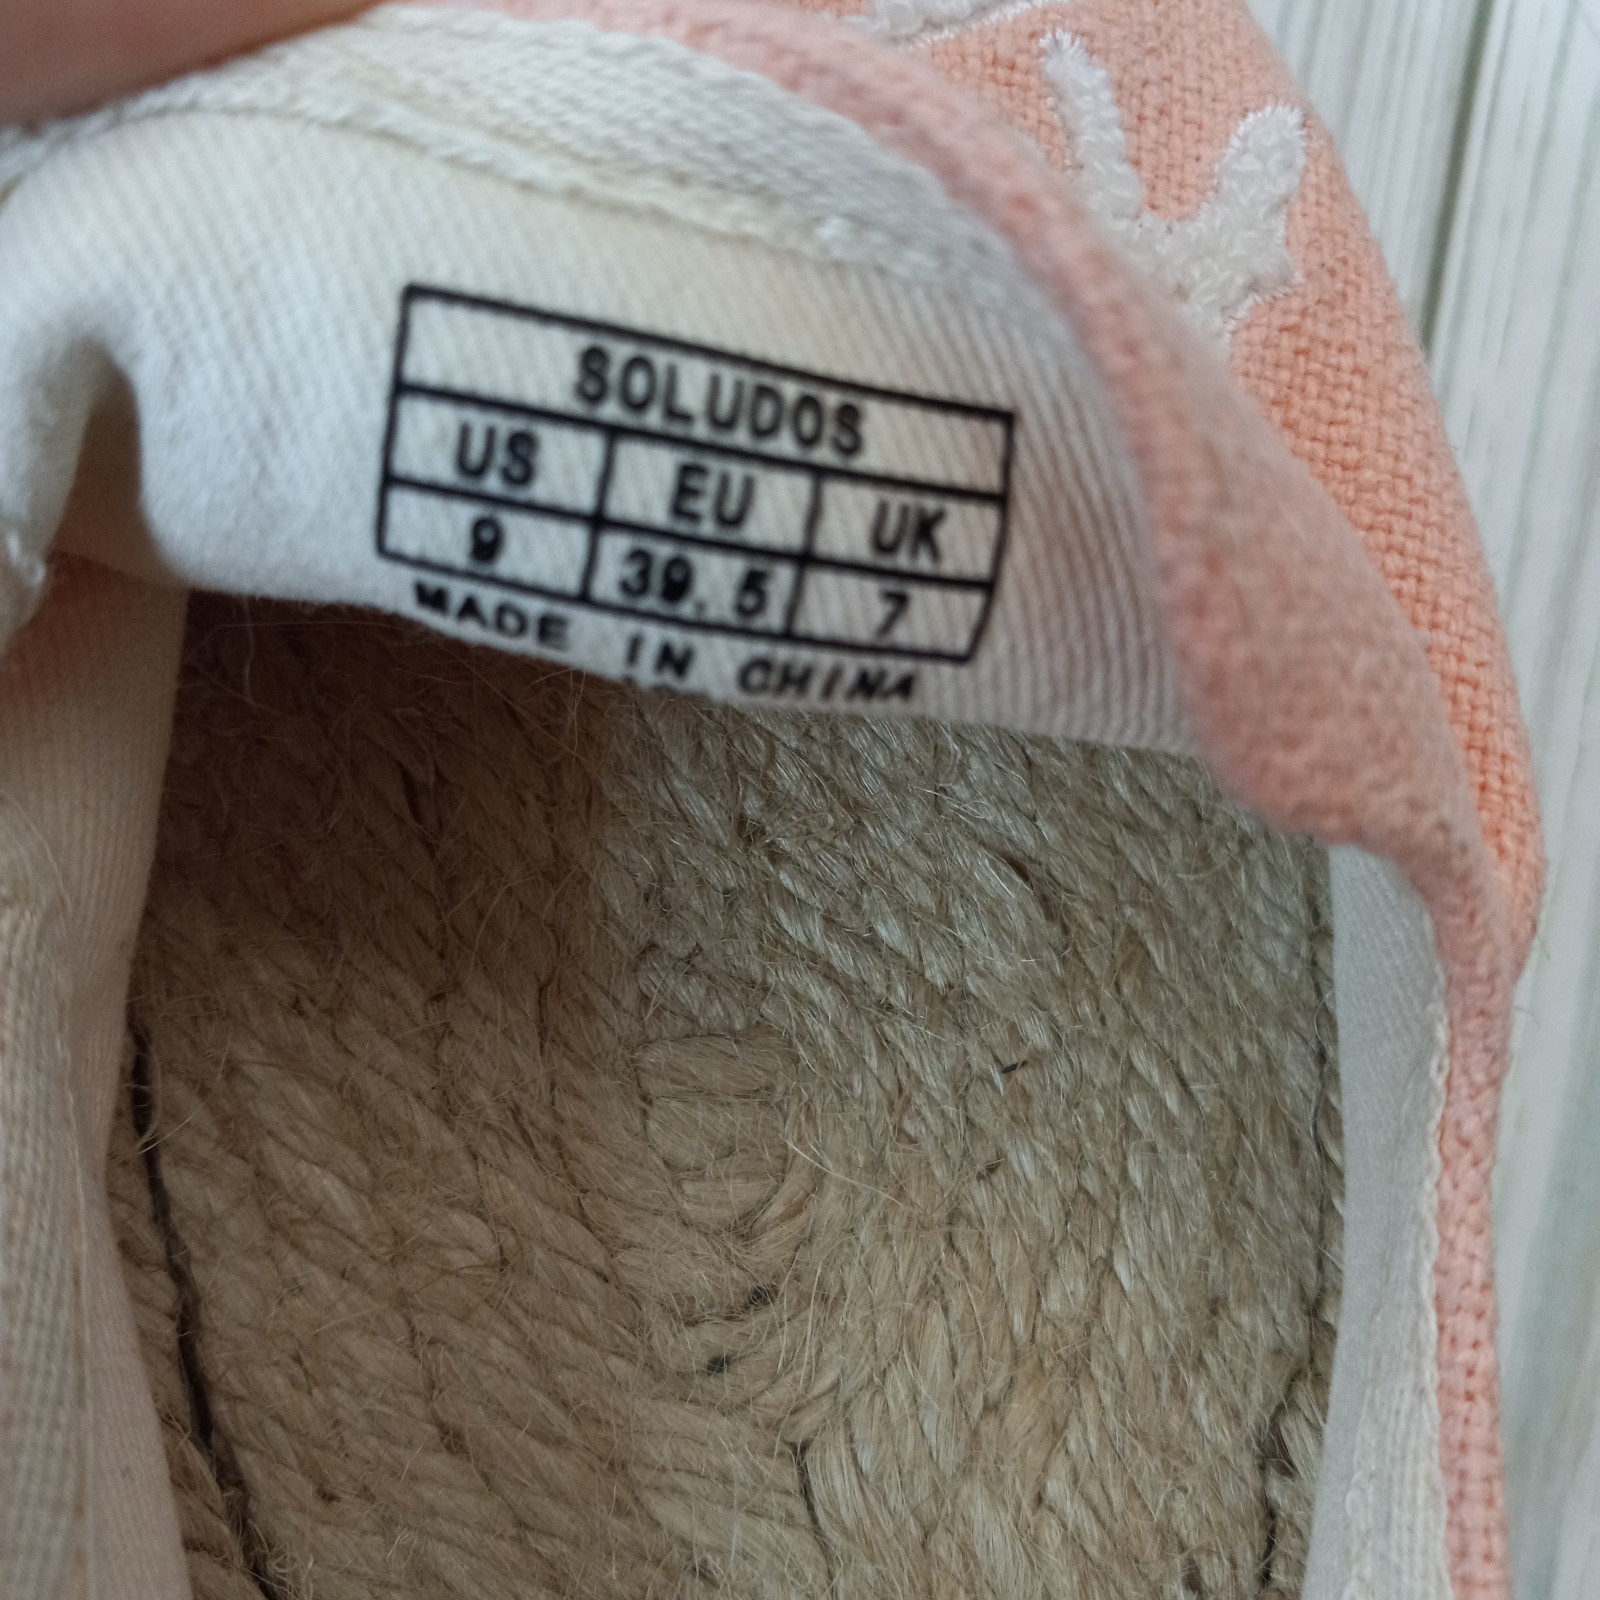 SOLUDOS
US EU UK
9 39.5 7
MADE IN CHINA